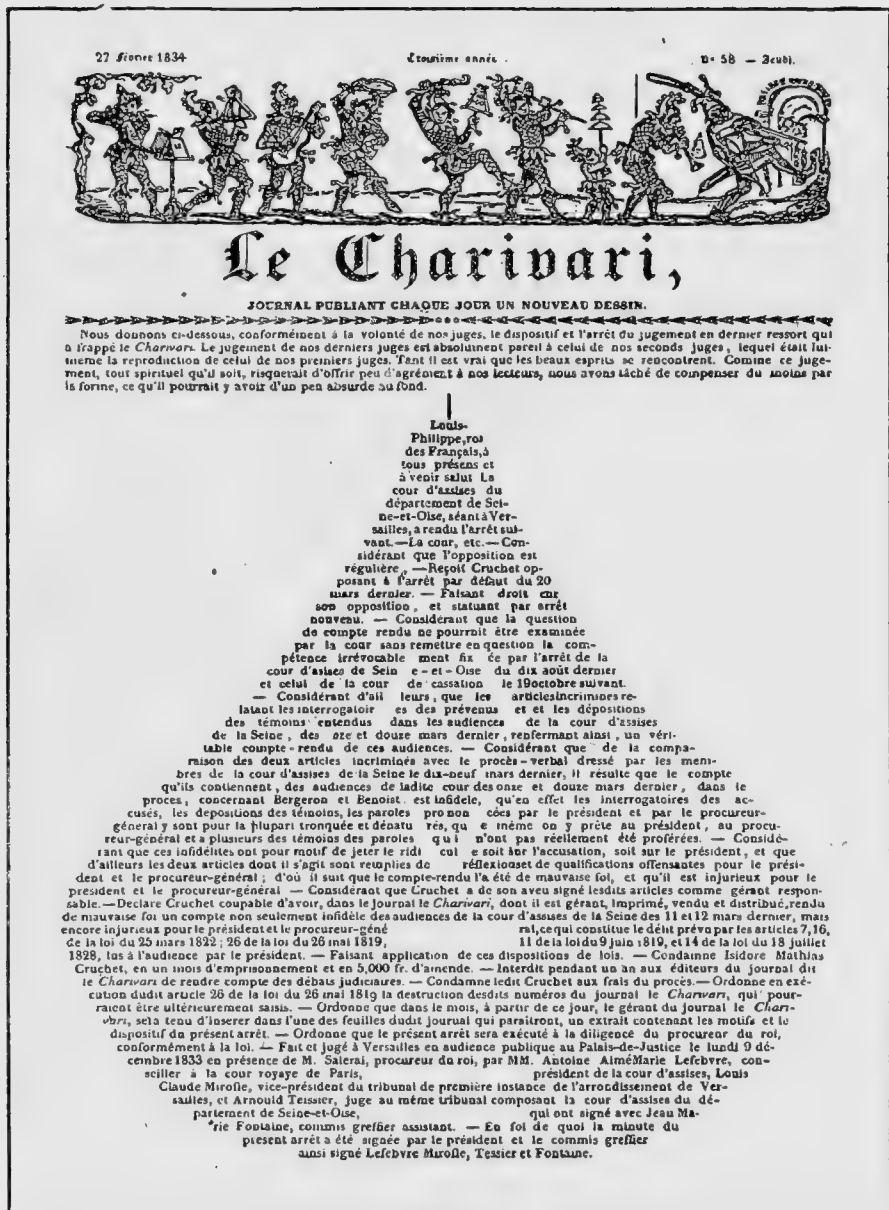 27 Février 1834 Troisième année. N° 58 — Jeudi.
Le Charivari,
JOURNAL PUBLIANT CHAQUE JOUR UN NOUVEAU DESSIN.
Nous donnons ci-dessous, conformément à la volonté de nos juges, le dispositif et l'arrêt du jugement en dernier ressort qui
a frappé le Charivari. Le jugement de nos derniers juges est absolument pareil à celui de nos seconds juges, lequel était lui-
même la reproduction de celui de nos premiers juges. Tant il est vrai que les beaux esprits se rencontrent. Comme ce juge-
ment, tout spirituel qu'il soit, risquerait d'offrir peu d'agrément à nos lecteurs, nous avons tâché de compenser du moins par
la forme, ce qu'il pourrait y avoir d'un peu absurde au fond.
Louis-
Philippe, roi
des Français, à
tous présens et
à venir salut La
cour d'assises du
département de Sei-
ne-et-Oise, séant à Ver-
sailles, a rendu l'arrêt sui-
vant.—La cour, etc.—Con-
sidérant que l'opposition est
régulière, —Reçoit Cruchet op-
posant à l'arrêt par défaut du 20
mars dernier. — Faisant droit sur
son opposition, et statuant par arrêt
nouveau. — Considérant que la question
de compte rendu ne pourrait être examinée
par la cour sans remettre en question la com-
pétence irrévocable ment fix ée par l'arrêt de la
cour d'asises de Sein e-et-Oise du dix août dernier
et celui de la cour de cassation le 19 octobre suivant.
— Considérant d'ail leurs, que les articles incriminés re-
latant les interrogatoir es des prévenus et et les dépositions
des témoins entendus dans les audiences de la cour d'assises
de la Seine, des oze et douze mars dernier, renfermant ainsi, un véri-
table compte-rendu de ces audiences. — Considérant que de la compa-
raison des deux articles incriminés avec le procès-verbal dressé par les mem-
bres de la cour d'assises de la Seine le dix-neuf mars dernier, il résulte que le compte
qu'ils contiennent, des audiences de ladite cour des onze et douze mars dernier, dans le
procès, concernant Bergeron et Benoist. est infidele, qu'en effet les interrogatoires des ac-
cusés, les depositions des témoins, les paroles pronon cées par le président et par le procureur-
géneral y sont pour la plupart tronquée et dénatu rés, qu e même on y prète au président, au procu-
reur-général et a plusieurs des témoins des paroles qui n'ont pas réellement été proférées. — Considé-
rant que ces infidélités ont pour motif de jeter le ridi cul e soit sur l'accusation, soit sur le président, et que
d'ailleurs les deux articles dont il s'agit sont remplies de réflexions et de qualifications offensantes pour le prési-
dent et le procureur-général ; d'où il suit que le compte-rendu l'a été de mauvaise foi, et qu'il est injurieux pour le
president et le procureur-général — Considérant que Cruchet a de son aveu signé lesdits articles comme gérant respon-
sable.—Declare Cruchet coupable d'avoir, dans le journal le Charivari, dont il est gérant, imprimé, vendu et distribué, rendu
de mauvaise foi un compte non seulement infidèle des audiences de la cour d'assises de la Seine des 11 et 12 mars dernier, mais
encore injurieux pour le président et le procureur-géné ral, ce qui constitue le délit prévo par les articles 7, 16,
de la loi du 25 mars 1822 ; 26 de la loi du 26 mai 1819, 11 de la loi du 9 juin 1819, et 14 de la loi du 18 juillet
1828, lus à l'audience par le président. — Faisant application de ces dispositions de lois. — Condamne Isidore Mathias
Cruchet, en un mois d'emprisonnement et en 5,000 fr. d'amende. — Interdit pendant un an aux éditeurs du journal dit
le Charivari de rendre compte des débats judiciaires. — Condamne ledit Cruchet aux frais du procès.— Ordonne en exé-
cution dudit article 26 de la loi du 26 mai 1819 la destruction desdits numéros du journal le Charivari, qui pour-
raient être ultérieurement saisis. — Ordonne que dans le mois, à partir de ce jour, le gérant du journal le Chari-
vari, sera tenu d'inserer dans l'une des feuilles dudit journal qui paraitront, un extrait contenant les motifs et le
dispositif du présent arrêt. — Ordonne que le présent arrêt sera exécuté à la diligence du procureur du roi,
conformément à la loi. — Fait et jugé à Versailles en audience publique au Palais-de-Justice le lundi 9 dé-
cembre 1833 en présence de M. Salerai, procureur du roi, par MM. Antoine Aimé Marie Lefebvre, con-
sciller à la cour royaye de Paris, président de la cour d'assises, Louis
Claude Mirofle, vice-président du tribunal de première instance de l'arrondissement de Ver-
sailles, et Arnould Teissier, juge au même tribunal composant la cour d'assises du dé-
partement de Seine-et-Oise, qui ont signé avec Jeau Ma-
rie Fontaine, commis greffier assistant. — En foi de quoi la minute du
present arrêt a été signée par le président et le commis greffier
ainsi signé Lefebvre Mirofle, Tessier et Fontaine.